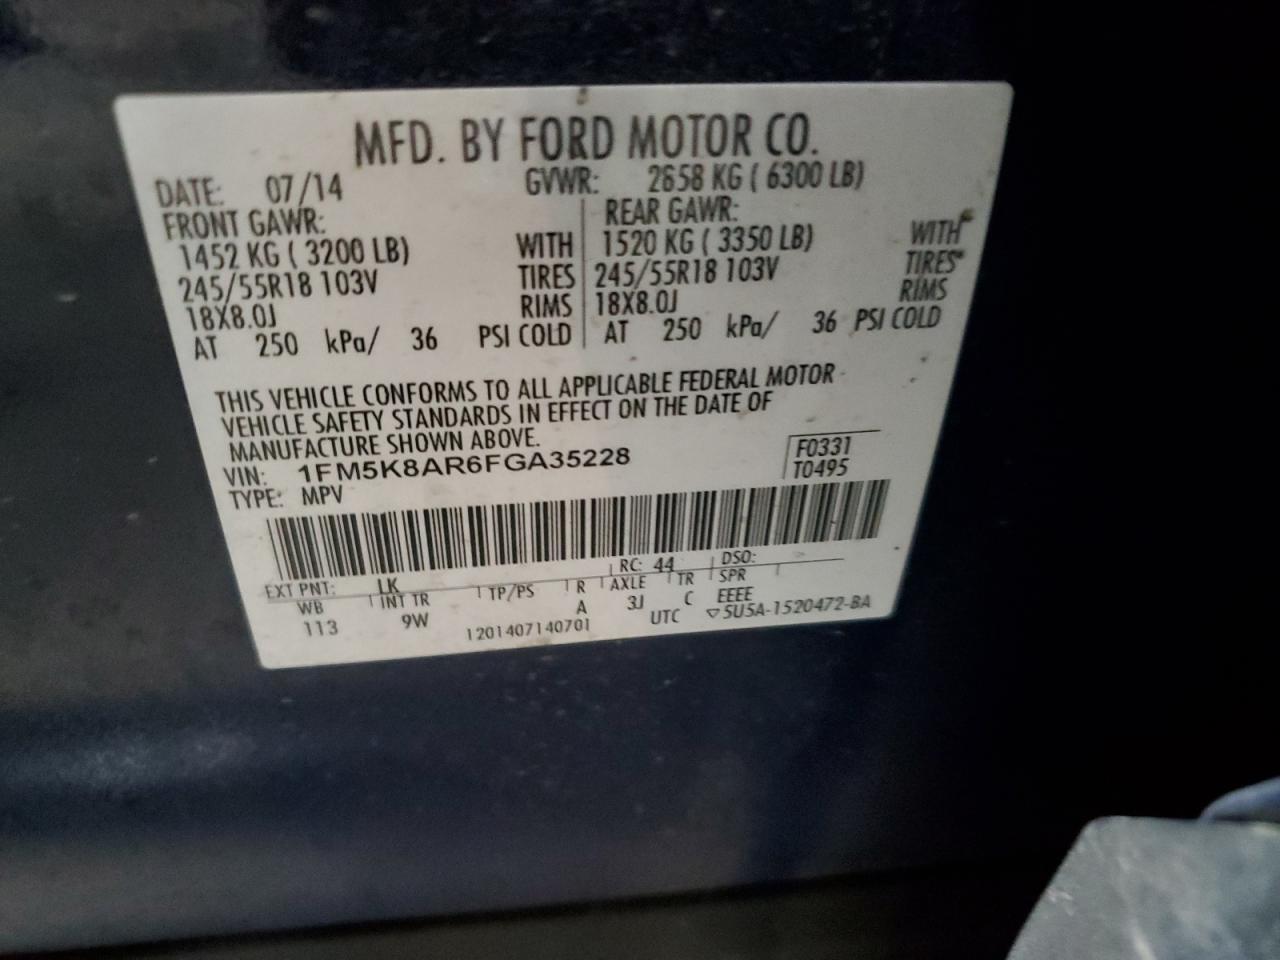 MFD. BY FORD MOTOR CO.
DATE: 07/14 GVWR: 2858 KG ( 6300 LB)
FRONT GAWR: REAR GAWR:
1452 KG ( 3200 LB) WITH 1520 KG ( 3350 LB) WITH
245/55R18 103V TIRES 245/55R18 103V TIRES
18X8.0J RIMS 18X8.0J RIMS
AT 250 kPa/ 36 PSI COLD AT 250 kPa/ 36 PSI COLD
THIS VEHICLE CONFORMS TO ALL APPLICABLE FEDERAL MOTOR
VEHICLE SAFETY STANDARDS IN EFFECT ON THE DATE OF
MANUFACTURE SHOWN ABOVE.
VIN: 1FM5K8AR6FGA35228 F0331
TYPE: MPV T0495
EXT PNT: LK RC: 44 DSO:
WB INT TR TP/PS R AXLE TR SPR
113 9W A 3J C EEEE
1201407140701 UTC ▽5U5A-1520472-BA